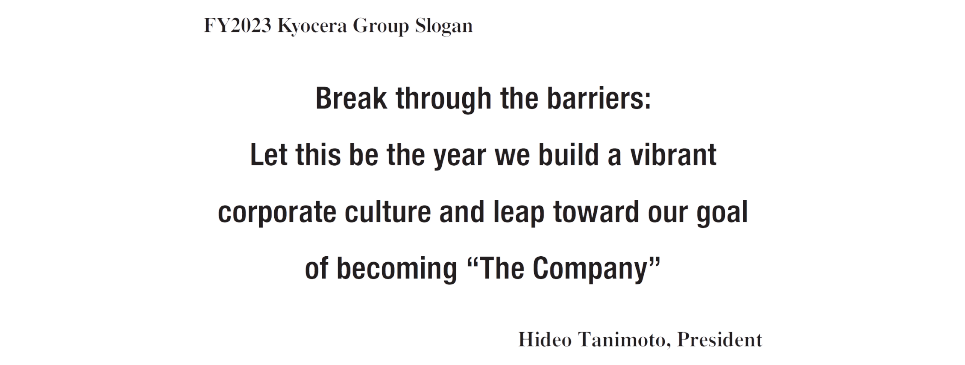 FY2023 Kyocera Group Slogan
Break through the barriers:
Let this be the year we build a vibrant
corporate culture and leap toward our goal
of becoming “The Company”
Hideo Tanimoto, President